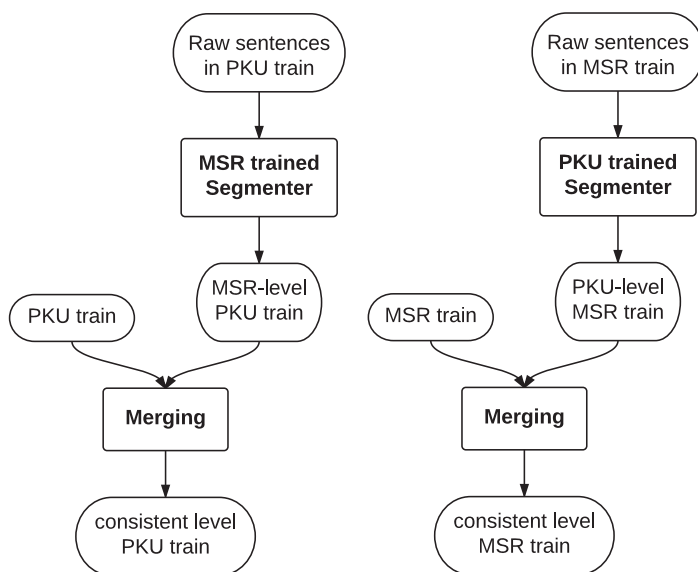 Raw sentences
in PKU train
MSR trained
Segmenter
MSR-level
PKU train
PKU train
Merging
consistent level
PKU train
Raw sentences
in MSR train
PKU trained
Segmenter
PKU-level
MSR train
MSR train
Merging
consistent level
MSR train